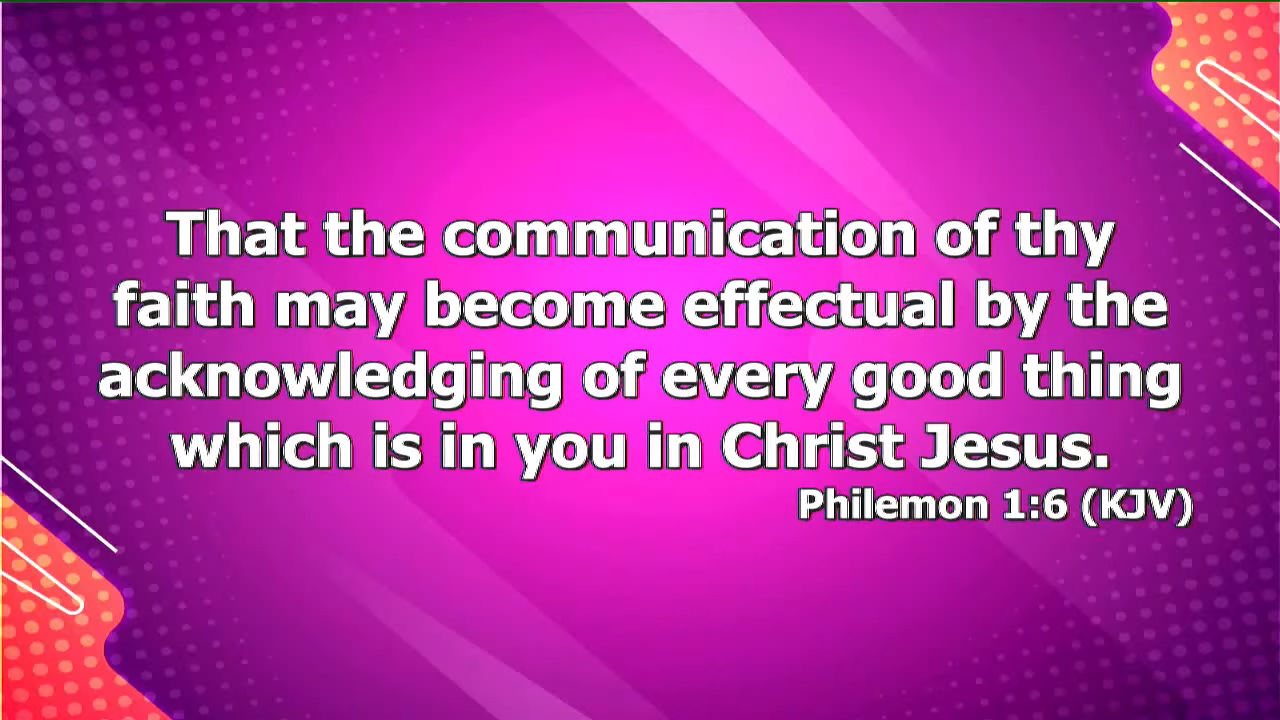 That the communication of thy
faith may become effectual by the
acknowledging of every good thing
which is in you in Christ Jesus.
Philemon 1:6 (KJV)